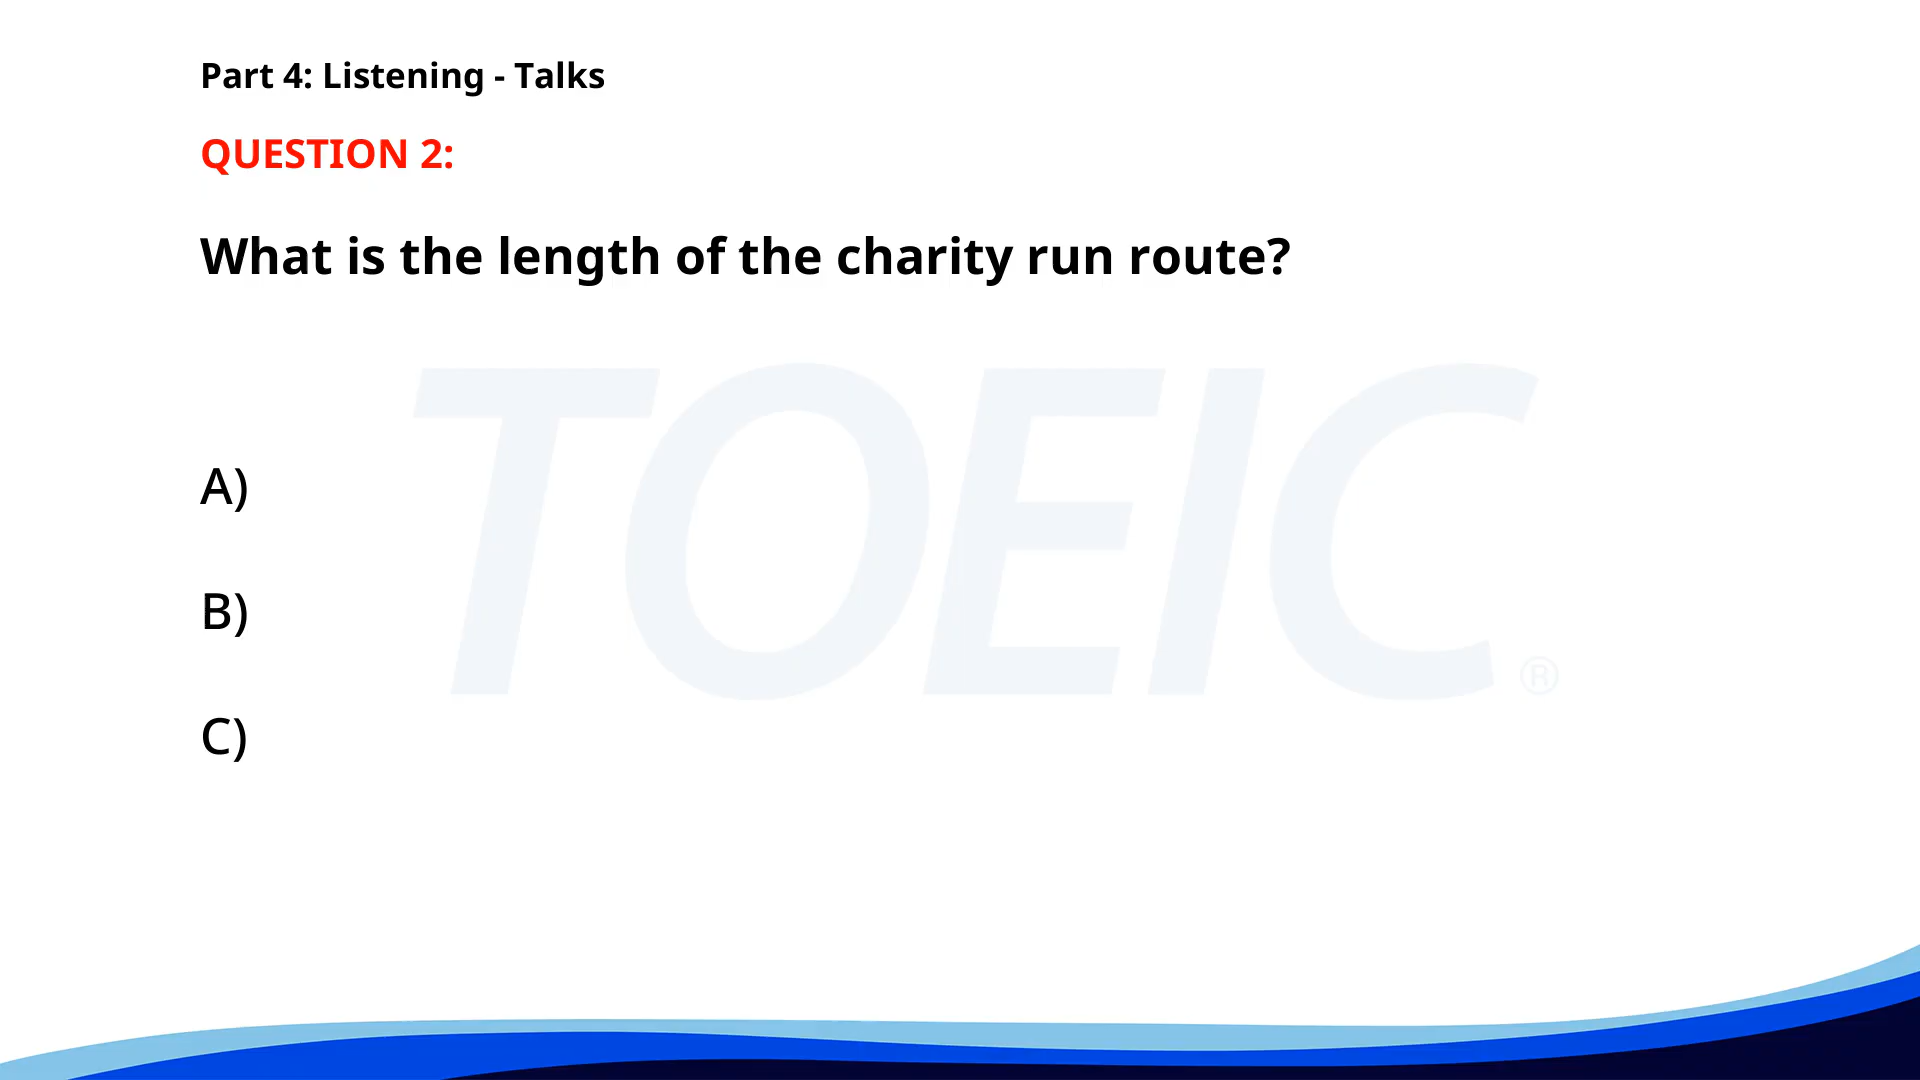 Part 4: Listening - Talks
QUESTION 2:
What is the length of the charity run route?
TOEIC®
A)
B)
C)